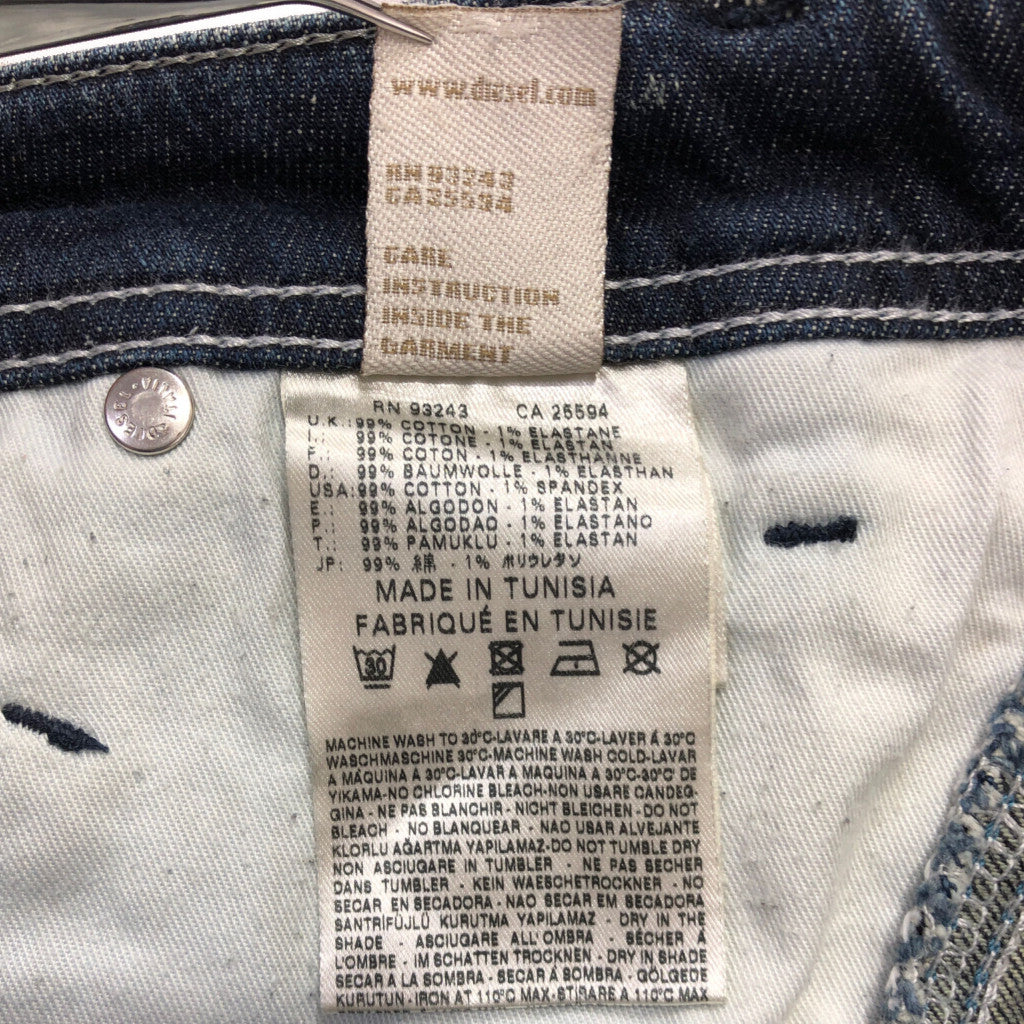 www.diesel.com
RN 93243
CA 25594
CARE
INSTRUCTION
INSIDE THE
GARMENT
RN 93243 CA 25594
U.K.:99% COTTON - 1% ELASTANE
I.: 99% COTONE - 1% ELASTAN
F.: 99% COTON - 1% ELASTHANNE
D.: 99% BAUMWOLLE - 1% ELASTHAN
USA:99% COTTON - 1% SPANDEX
E.: 99% ALGODON - 1% ELASTAN
P.: 99% ALGODAO - 1% ELASTANO
T.: 99% PAMUKLU - 1% ELASTAN
JP: 99% 綿 - 1% ポリウレタン
MADE IN TUNISIA
FABRIQUÉ EN TUNISIE
30
MACHINE WASH TO 30°C-LAVARE A 30°C-LAVER Á 30°C
WASCHMASCHINE 30°C-MACHINE WASH COLD-LAVAR
A MÁQUINA A 30°C-LAVAR A MAQUINA A 30°C-30°C' DE
YIKAMA-NO CHLORINE BLEACH-NON USARE CANDEG-
GINA - NE PAS BLANCHIR - NICHT BLEICHEN - DO NOT
BLEACH - NO BLANQUEAR - NAO USAR ALVEJANTE
KLORLU AĞARTMA YAPILAMAZ-DO NOT TUMBLE DRY
NON ASCIUGARE IN TUMBLER - NE PAS SECHER
DANS TUMBLER - KEIN WAESCHETROCKNER - NO
SECAR EN SECADORA - NAO SECAR EM SECADORA
SANTRİFÜJLÜ KURUTMA YAPILAMAZ - DRY IN THE
SHADE - ASCIUGARE ALL'OMBRA - SÉCHER Á
L'OMBRE - IM SCHATTEN TROCKNEN - DRY IN SHADE
SECAR A LA SOMBRA - SECAR Á SOMBRA - GÖLGEDE
KURUTUN - IRON AT 110°C MAX-STIRARE A 110°C MAX